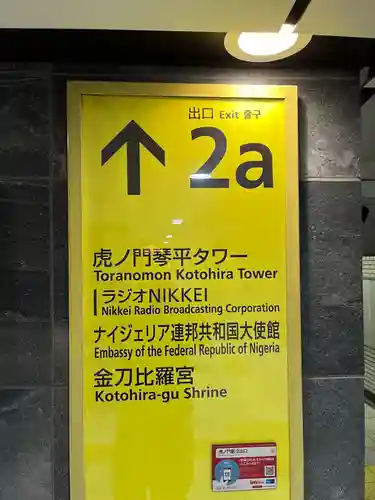 出口 Exit 출구
2a
虎ノ門琴平タワー
Toranomon Kotohira Tower
ラジオNIKKEI
Nikkei Radio Broadcasting Corporation
ナイジェリア連邦共和国大使館
Embassy of the Federal Republic of Nigeria
金刀比羅宮
Kotohira-gu Shrine